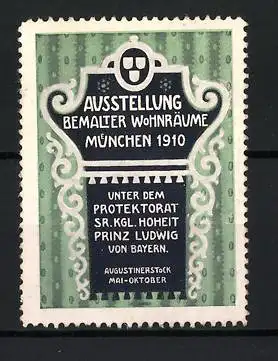 AUSSTELLUNG
BEMALTER WOHNRÄUME
MÜNCHEN 1910
UNTER DEM
PROTEKTORAT
SR. KGL. HOHEIT
PRINZ LUDWIG
VON BAYERN.
AUGUSTINERSTOCK
MAI-OKTOBER